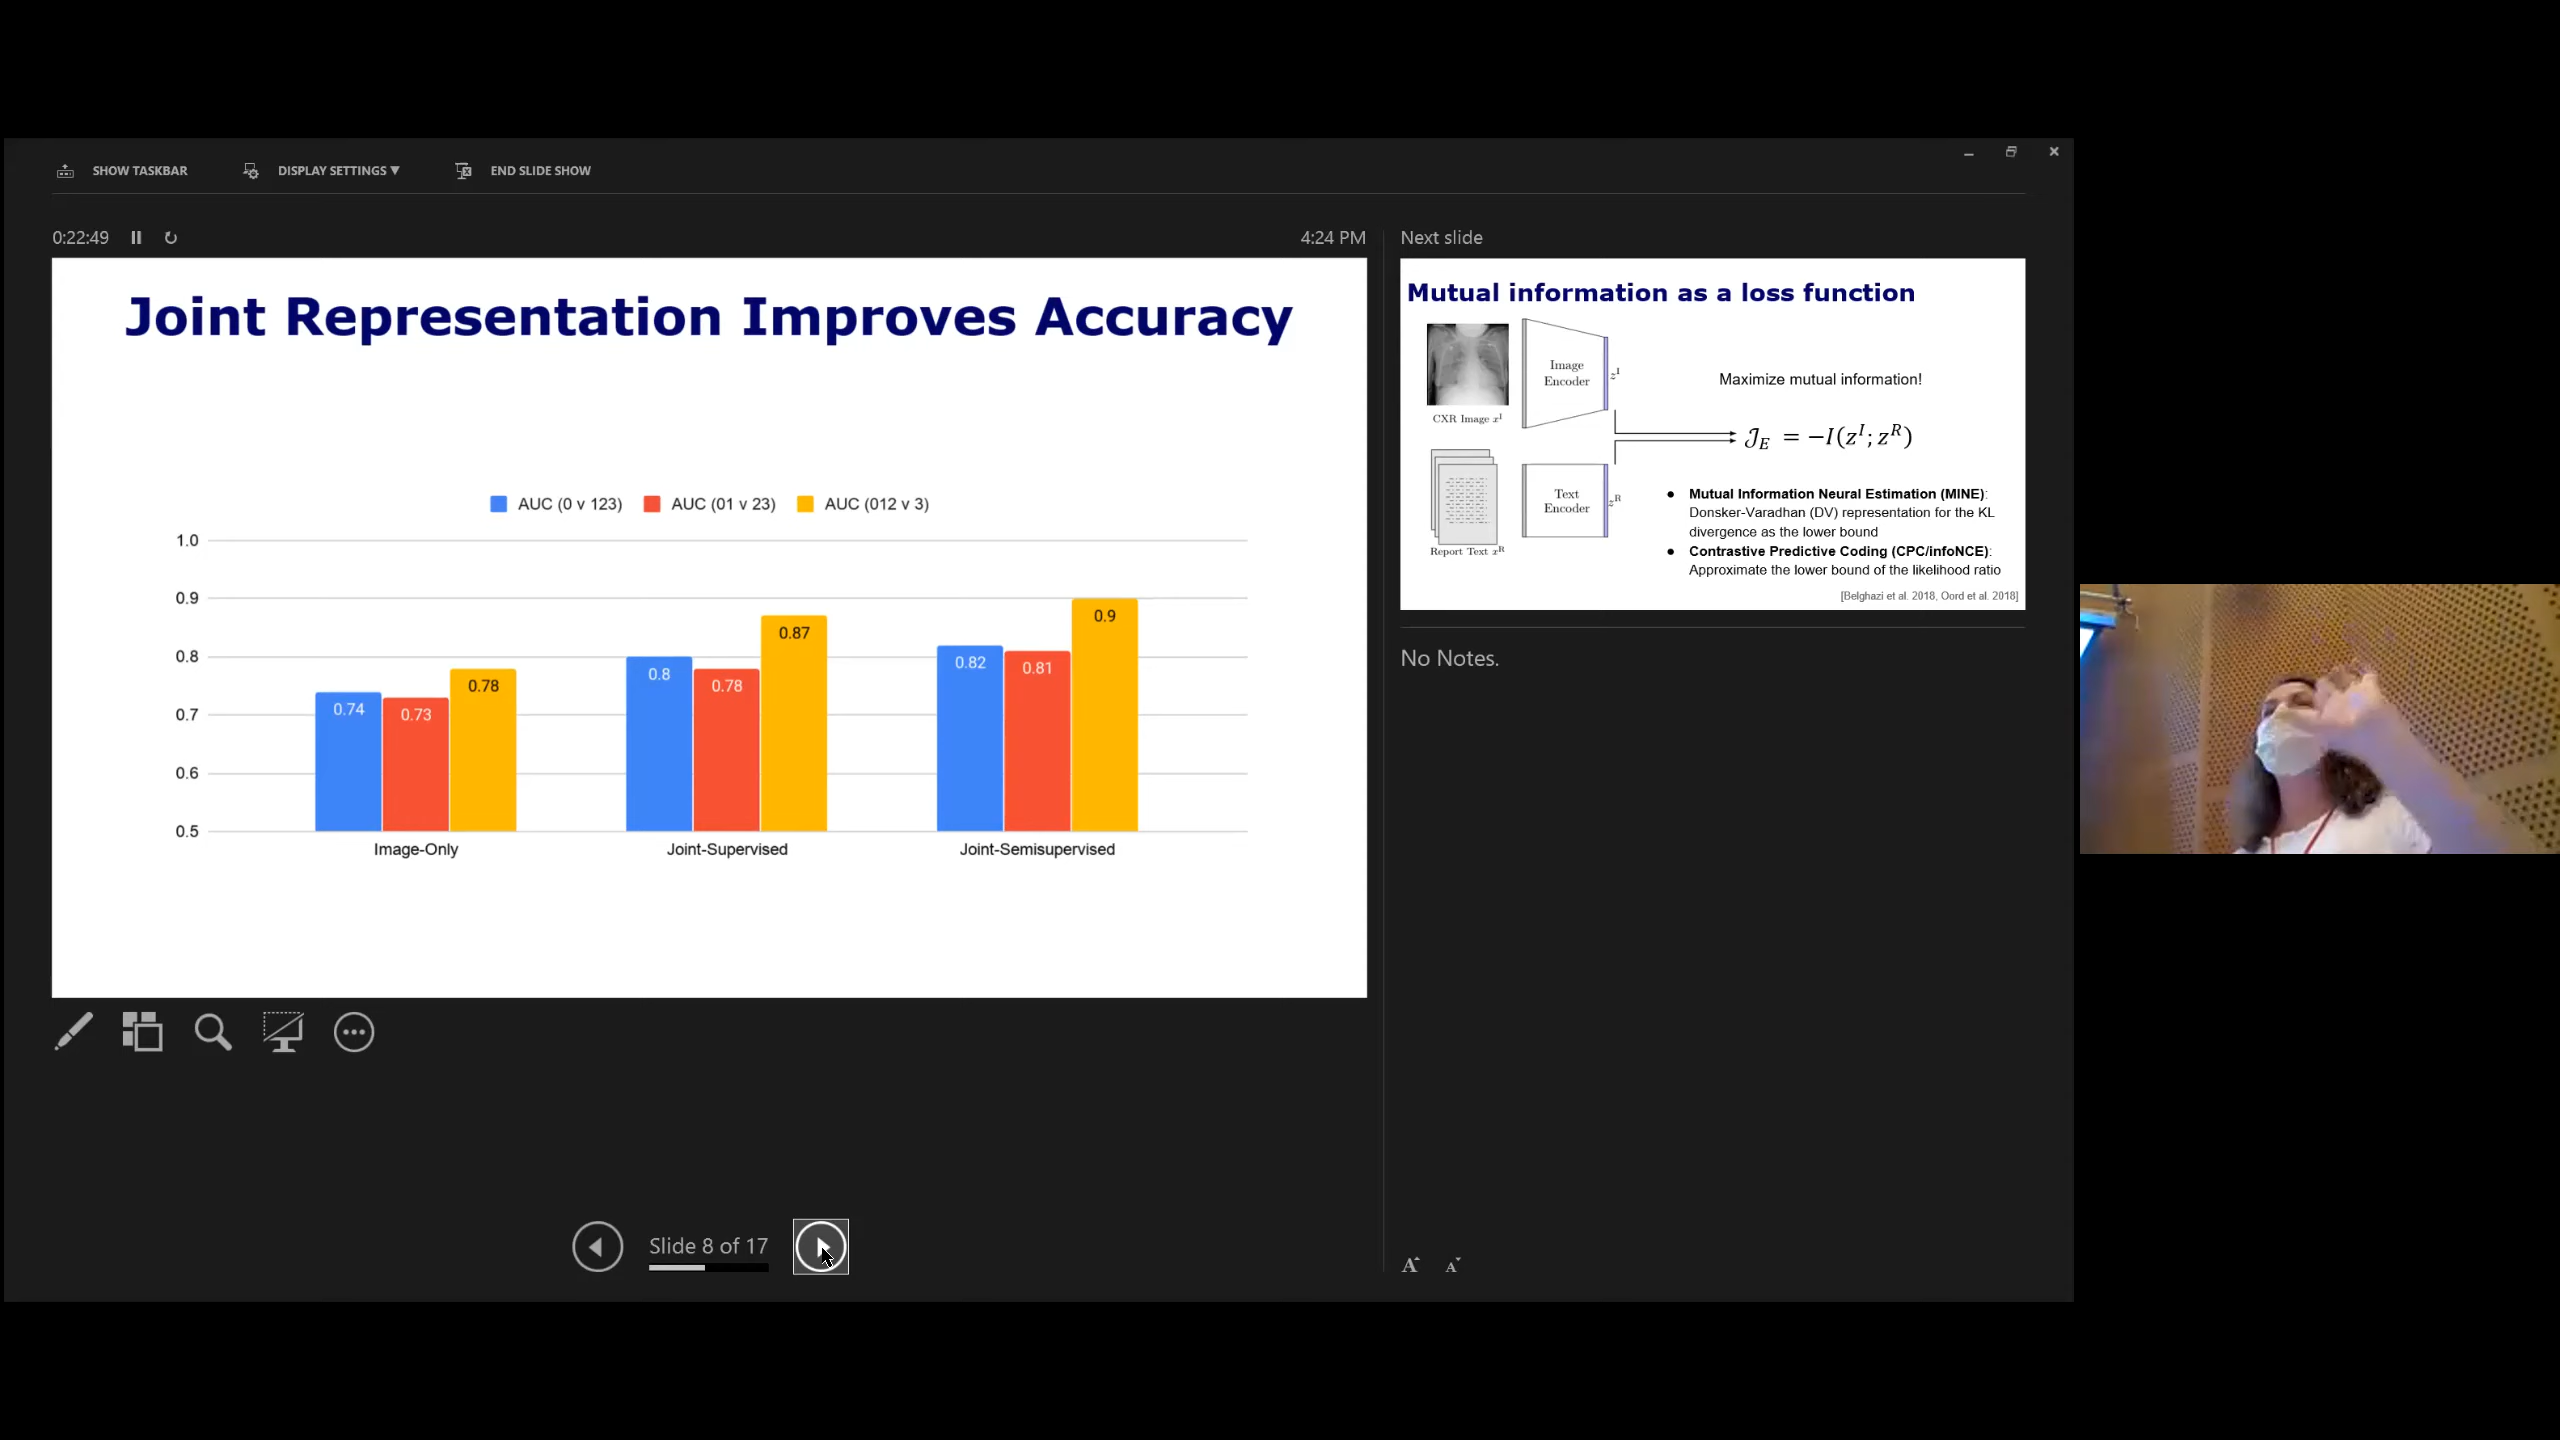 SHOW TASKBAR
DISPLAY SETTINGS ▼
END SLIDE SHOW
0:22:49
4:24 PM
Joint Representation Improves Accuracy
AUC (0 v 123)
AUC (01 v 23)
AUC (012 v 3)
1.0
0.9
0.8
0.7
0.6
0.5
0.74
0.73
0.78
0.8
0.78
0.87
0.82
0.81
0.9
Image-Only
Joint-Supervised
Joint-Semisupervised
Slide 8 of 17
Next slide
Mutual information as a loss function
Image
Encoder
z^I
CXR Image x^I
Text
Encoder
z^R
Report Text x^R
Maximize mutual information!
𝒥_E = −I(z^I; z^R)
● Mutual Information Neural Estimation (MINE):
Donsker-Varadhan (DV) representation for the KL
divergence as the lower bound
● Contrastive Predictive Coding (CPC/infoNCE):
Approximate the lower bound of the likelihood ratio
[Belghazi et al. 2018, Oord et al. 2018]
No Notes.
A A